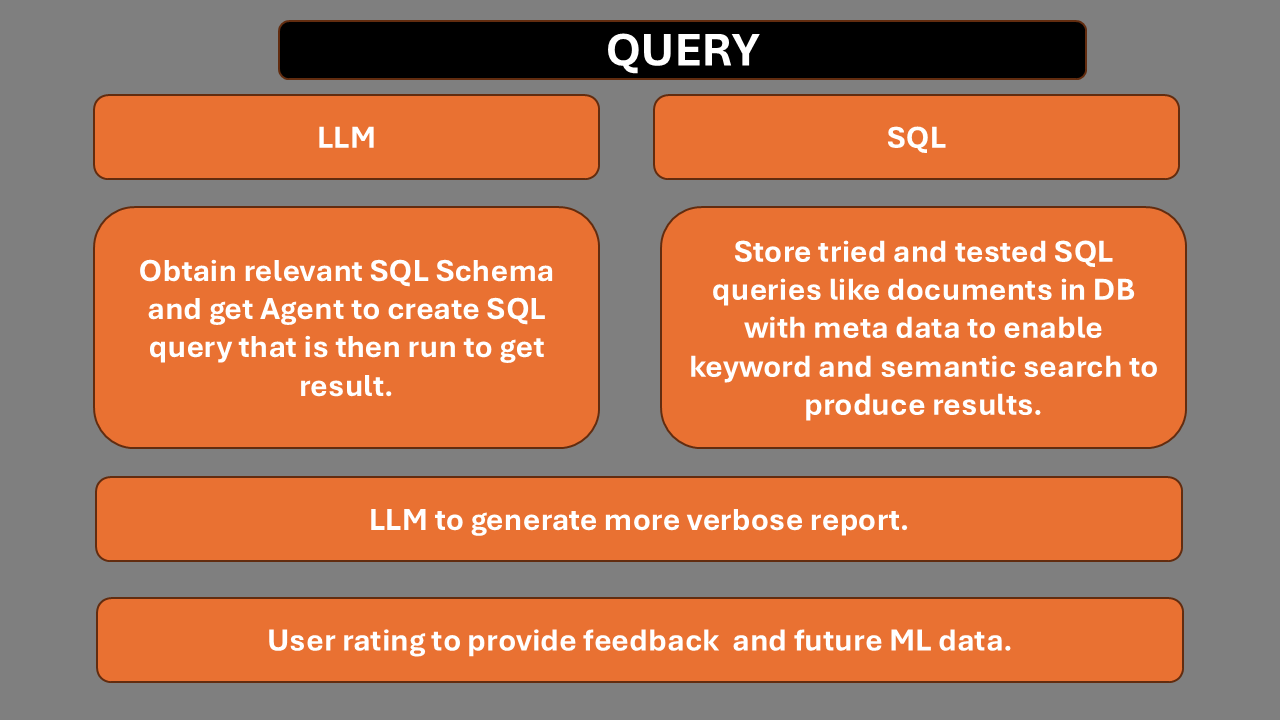 QUERY
LLM
SQL
Obtain relevant SQL Schema
and get Agent to create SQL
query that is then run to get
result.
Store tried and tested SQL
queries like documents in DB
with meta data to enable
keyword and semantic search to
produce results.
LLM to generate more verbose report.
User rating to provide feedback  and future ML data.